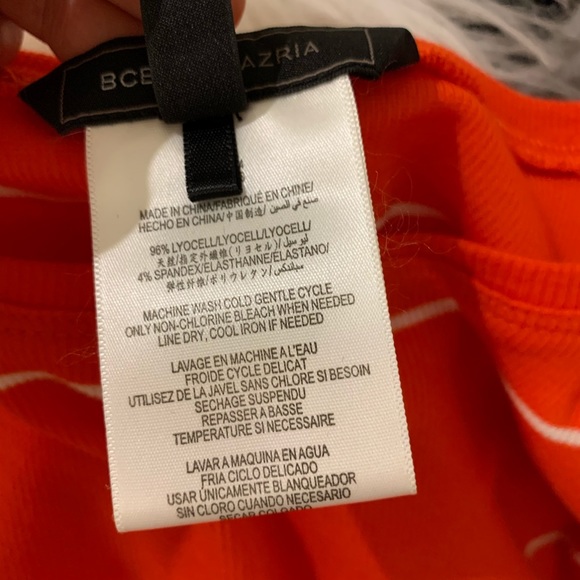 BCB AZRIA
MADE IN CHINA/FABRIQUÉ EN CHINE/
HECHO EN CHINA/中国制造/ صنع في الصين
96% LYOCELL/LYOCELL/LYOCELL/
天丝/指定外繊維(リヨセル)/ ليوسيل
4% SPANDEX/ELASTHANNE/ELASTANO/
弹性纤维/ポリウレタン/ سباندكس
MACHINE WASH COLD GENTLE CYCLE
ONLY NON-CHLORINE BLEACH WHEN NEEDED
LINE DRY, COOL IRON IF NEEDED
LAVAGE EN MACHINE A L'EAU
FROIDE CYCLE DELICAT
UTILISEZ DE LA JAVEL SANS CHLORE SI BESOIN
SECHAGE SUSPENDU
REPASSER A BASSE
TEMPERATURE SI NECESSAIRE
LAVAR A MAQUINA EN AGUA
FRIA CICLO DELICADO
USAR UNICAMENTE BLANQUEADOR
SIN CLORO CUANDO NECESARIO
SECAR COLGADO